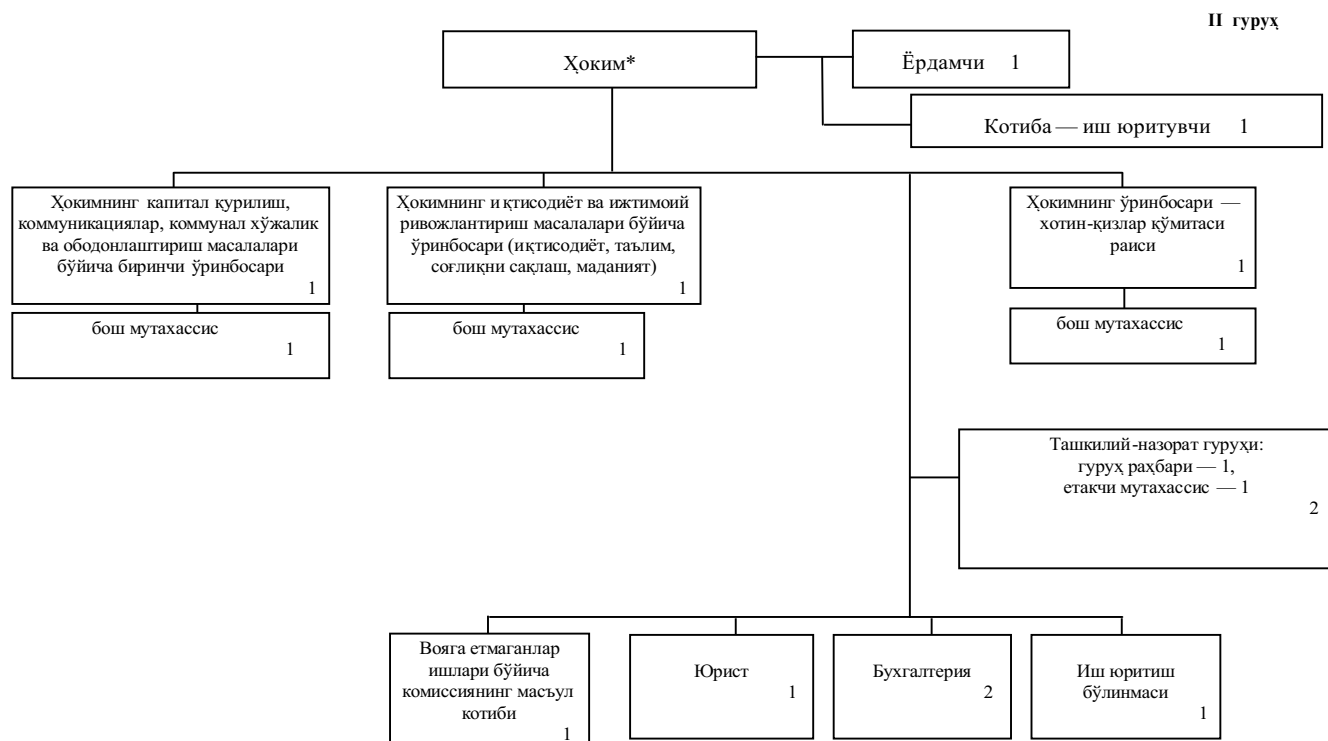 II гуруҳ
Ҳоким*
Ёрдамчи 1
Котиба — иш юритувчи 1
Ҳокимнинг капитал қурилиш,
коммуникациялар, коммунал хўжалик
ва ободонлаштириш масалалари
бўйича биринчи ўринбосари
1
бош мутахассис
1
Ҳокимнинг иқтисодиёт ва ижтимоий
ривожлантириш масалалари бўйича
ўринбосари (иқтисодиёт, таълим,
соғлиқни сақлаш, маданият)
1
бош мутахассис
1
Ҳокимнинг ўринбосари —
хотин-қизлар қўмитаси
раиси
1
бош мутахассис
1
Ташкилий-назорат гуруҳи:
гуруҳ раҳбари — 1,
етакчи мутахассис — 1
2
Вояга етмаганлар
ишлари бўйича
комиссиянинг масъул
котиби
1
Юрист
1
Бухгалтерия
2
Иш юритиш
бўлинмаси
1